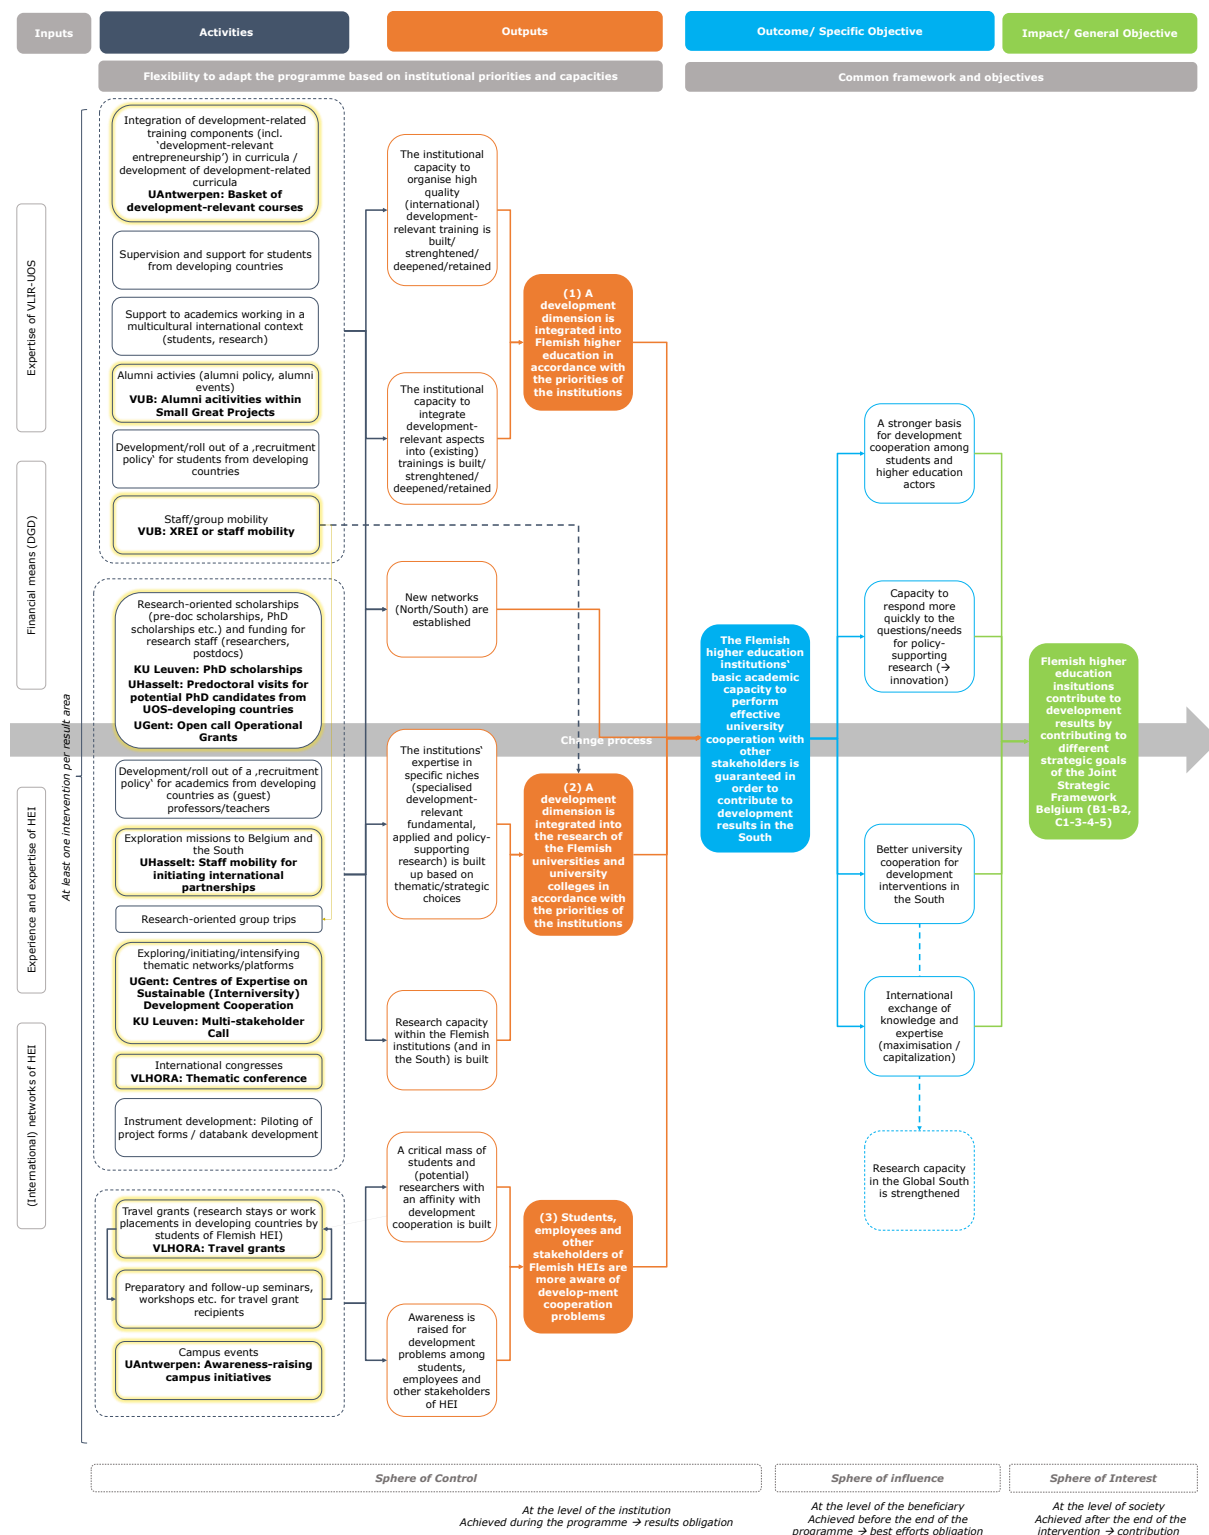 Inputs
Activities
Outputs
Outcome/ Specific Objective
Impact/ General Objective
Flexibility to adapt the programme based on institutional priorities and capacities
Common framework and objectives
Expertise of VLIR-UOS
Financial means (DGD)
Experience and expertise of HEI
(International) networks of HEI
At least one intervention per result area
Integration of development-related
training components (incl.
‘development-relevant
entrepreneurship’) in curricula /
development of development-related
curricula
UAntwerpen: Basket of
development-relevant courses
Supervision and support for students
from developing countries
Support to academics working in a
multicultural international context
(students, research)
Alumni activies (alumni policy, alumni
events)
VUB: Alumni acitivities within
Small Great Projects
Development/roll out of a ‚recruitment
policy‘ for students from developing
countries
Staff/group mobility
VUB: XREI or staff mobility
Research-oriented scholarships
(pre-doc scholarships, PhD
scholarships etc.) and funding for
research staff (researchers,
postdocs)
KU Leuven: PhD scholarships
UHasselt: Predoctoral visits for
potential PhD candidates from
UOS-developing countries
UGent: Open call Operational
Grants
Development/roll out of a ‚recruitment
policy‘ for academics from developing
countries as (guest)
professors/teachers
Exploration missions to Belgium and
the South
UHasselt: Staff mobility for
initiating international
partnerships
Research-oriented group trips
Exploring/initiating/intensifying
thematic networks/platforms
UGent: Centres of Expertise on
Sustainable (Interniversity)
Development Cooperation
KU Leuven: Multi-stakeholder
Call
International congresses
VLHORA: Thematic conference
Instrument development: Piloting of
project forms / databank development
Travel grants (research stays or work
placements in developing countries by
students of Flemish HEI)
VLHORA: Travel grants
Preparatory and follow-up seminars,
workshops etc. for travel grant
recipients
Campus events
UAntwerpen: Awareness-raising
campus initiatives
The institutional
capacity to
organise high
quality
(international)
development-
relevant training is
built/
strenghtened/
deepened/retained
The institutional
capacity to
integrate
development-
relevant aspects
into (existing)
trainings is built/
strenghtened/
deepened/retained
New networks
(North/South) are
established
Change process
The institutions‘
expertise in
specific niches
(specialised
development-
relevant
fundamental,
applied and policy-
supporting
research) is built
up based on
thematic/strategic
choices
Research capacity
within the Flemish
institutions (and in
the South) is built
A critical mass of
students and
(potential)
researchers with
an affinity with
development
cooperation is built
Awareness is
raised for
development
problems among
students,
employees and
other stakeholders
of HEI
(1) A
development
dimension is
integrated into
Flemish higher
education in
accordance with
the priorities of
the institutions
(2) A
development
dimension is
integrated into
the research of
the Flemish
universities and
university
colleges in
accordance with
the priorities of
the institutions
(3) Students,
employees and
other
stakeholders of
Flemish HEIs are
more aware of
develop-ment
cooperation
problems
The Flemish
higher education
institutions‘
basic academic
capacity to
perform
effective
university
cooperation with
other
stakeholders is
guaranteed in
order to
contribute to
development
results in the
South
A stronger basis
for development
cooperation among
students and
higher education
actors
Capacity to
respond more
quickly to the
questions/needs
for policy-
supporting
research (→
innovation)
Better university
cooperation for
development
interventions in
the South
International
exchange of
knowledge and
expertise
(maximisation /
capitalization)
Research capacity
in the Global South
is strengthened
Flemish higher
education
insitutions
contribute to
development
results by
contributing to
different
strategic goals
of the Joint
Strategic
Framework
Belgium (B1-B2,
C1-3-4-5)
Sphere of Control
Sphere of influence
Sphere of Interest
At the level of the institution
Achieved during the programme → results obligation
At the level of the beneficiary
Achieved before the end of the
programme → best efforts obligation
At the level of society
Achieved after the end of the
intervention → contribution